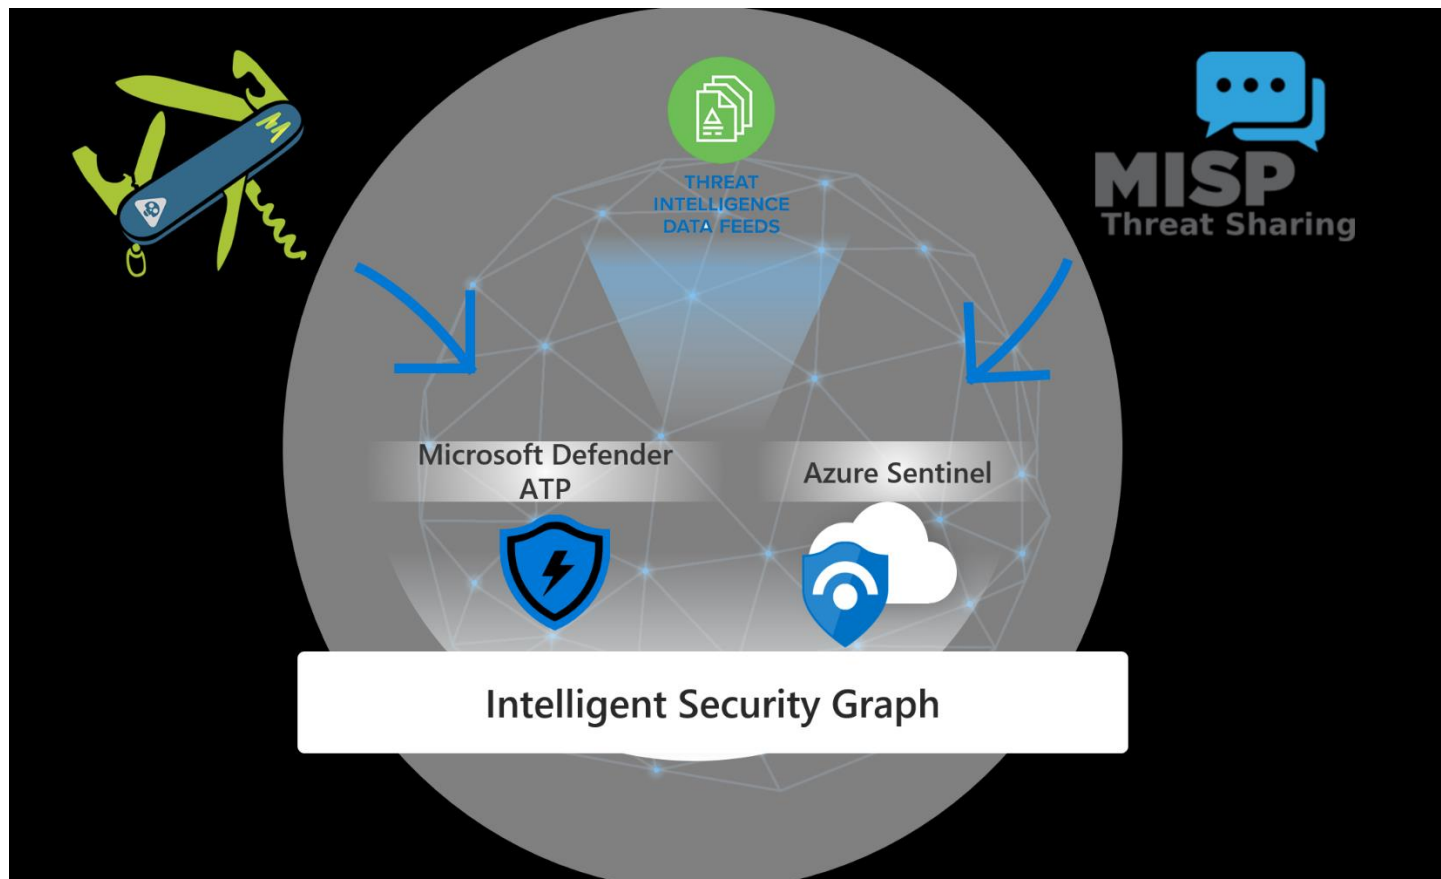 THREAT
INTELLIGENCE
DATA FEEDS
MISP
Threat Sharing
Microsoft Defender
ATP
Azure Sentinel
Intelligent Security Graph